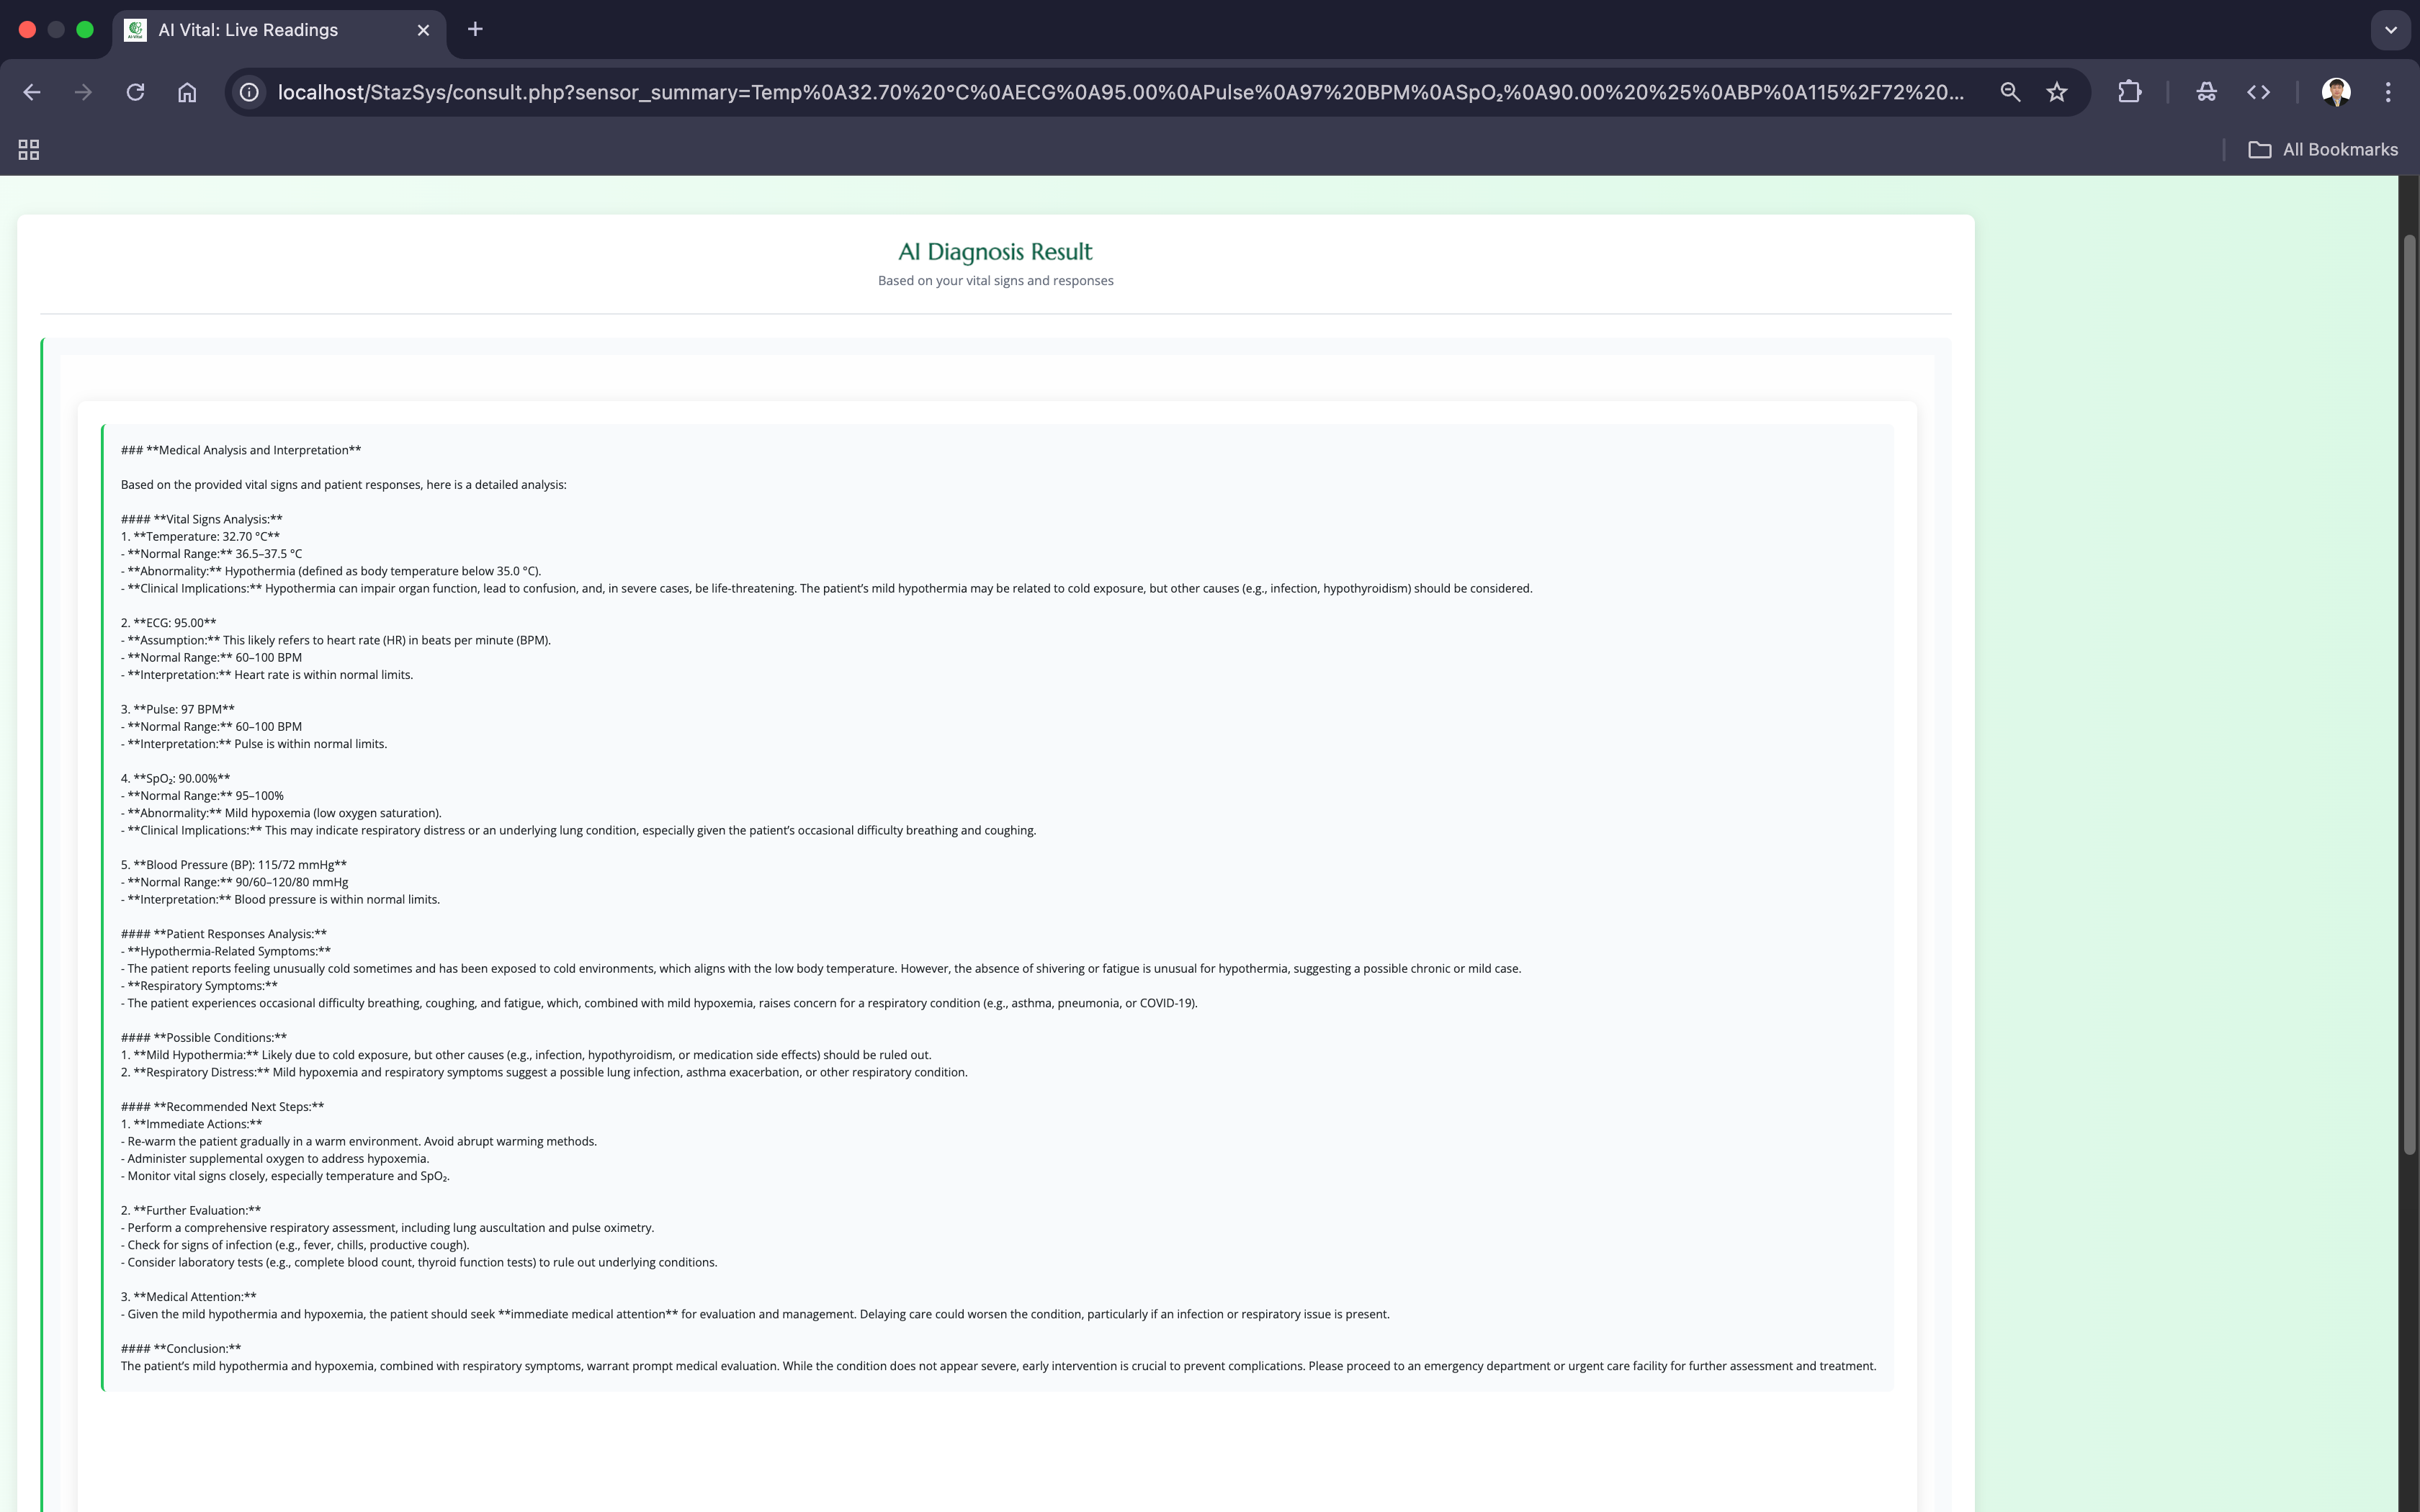 AI Vital: Live Readings
localhost/StazSys/consult.php?sensor_summary=Temp%0A32.70%20°C%0AECG%0A95.00%0APulse%0A97%20BPM%0ASpO₂%0A90.00%20%25%0ABP%0A115%2F72%20...
All Bookmarks
AI Diagnosis Result
Based on your vital signs and responses
### **Medical Analysis and Interpretation**
Based on the provided vital signs and patient responses, here is a detailed analysis:
#### **Vital Signs Analysis:**
1. **Temperature: 32.70 °C**
- **Normal Range:** 36.5–37.5 °C
- **Abnormality:** Hypothermia (defined as body temperature below 35.0 °C).
- **Clinical Implications:** Hypothermia can impair organ function, lead to confusion, and, in severe cases, be life-threatening. The patient’s mild hypothermia may be related to cold exposure, but other causes (e.g., infection, hypothyroidism) should be considered.
2. **ECG: 95.00**
- **Assumption:** This likely refers to heart rate (HR) in beats per minute (BPM).
- **Normal Range:** 60–100 BPM
- **Interpretation:** Heart rate is within normal limits.
3. **Pulse: 97 BPM**
- **Normal Range:** 60–100 BPM
- **Interpretation:** Pulse is within normal limits.
4. **SpO₂: 90.00%**
- **Normal Range:** 95–100%
- **Abnormality:** Mild hypoxemia (low oxygen saturation).
- **Clinical Implications:** This may indicate respiratory distress or an underlying lung condition, especially given the patient’s occasional difficulty breathing and coughing.
5. **Blood Pressure (BP): 115/72 mmHg**
- **Normal Range:** 90/60–120/80 mmHg
- **Interpretation:** Blood pressure is within normal limits.
#### **Patient Responses Analysis:**
- **Hypothermia-Related Symptoms:**
- The patient reports feeling unusually cold sometimes and has been exposed to cold environments, which aligns with the low body temperature. However, the absence of shivering or fatigue is unusual for hypothermia, suggesting a possible chronic or mild case.
- **Respiratory Symptoms:**
- The patient experiences occasional difficulty breathing, coughing, and fatigue, which, combined with mild hypoxemia, raises concern for a respiratory condition (e.g., asthma, pneumonia, or COVID-19).
#### **Possible Conditions:**
1. **Mild Hypothermia:** Likely due to cold exposure, but other causes (e.g., infection, hypothyroidism, or medication side effects) should be ruled out.
2. **Respiratory Distress:** Mild hypoxemia and respiratory symptoms suggest a possible lung infection, asthma exacerbation, or other respiratory condition.
#### **Recommended Next Steps:**
1. **Immediate Actions:**
- Re-warm the patient gradually in a warm environment. Avoid abrupt warming methods.
- Administer supplemental oxygen to address hypoxemia.
- Monitor vital signs closely, especially temperature and SpO₂.
2. **Further Evaluation:**
- Perform a comprehensive respiratory assessment, including lung auscultation and pulse oximetry.
- Check for signs of infection (e.g., fever, chills, productive cough).
- Consider laboratory tests (e.g., complete blood count, thyroid function tests) to rule out underlying conditions.
3. **Medical Attention:**
- Given the mild hypothermia and hypoxemia, the patient should seek **immediate medical attention** for evaluation and management. Delaying care could worsen the condition, particularly if an infection or respiratory issue is present.
#### **Conclusion:**
The patient’s mild hypothermia and hypoxemia, combined with respiratory symptoms, warrant prompt medical evaluation. While the condition does not appear severe, early intervention is crucial to prevent complications. Please proceed to an emergency department or urgent care facility for further assessment and treatment.